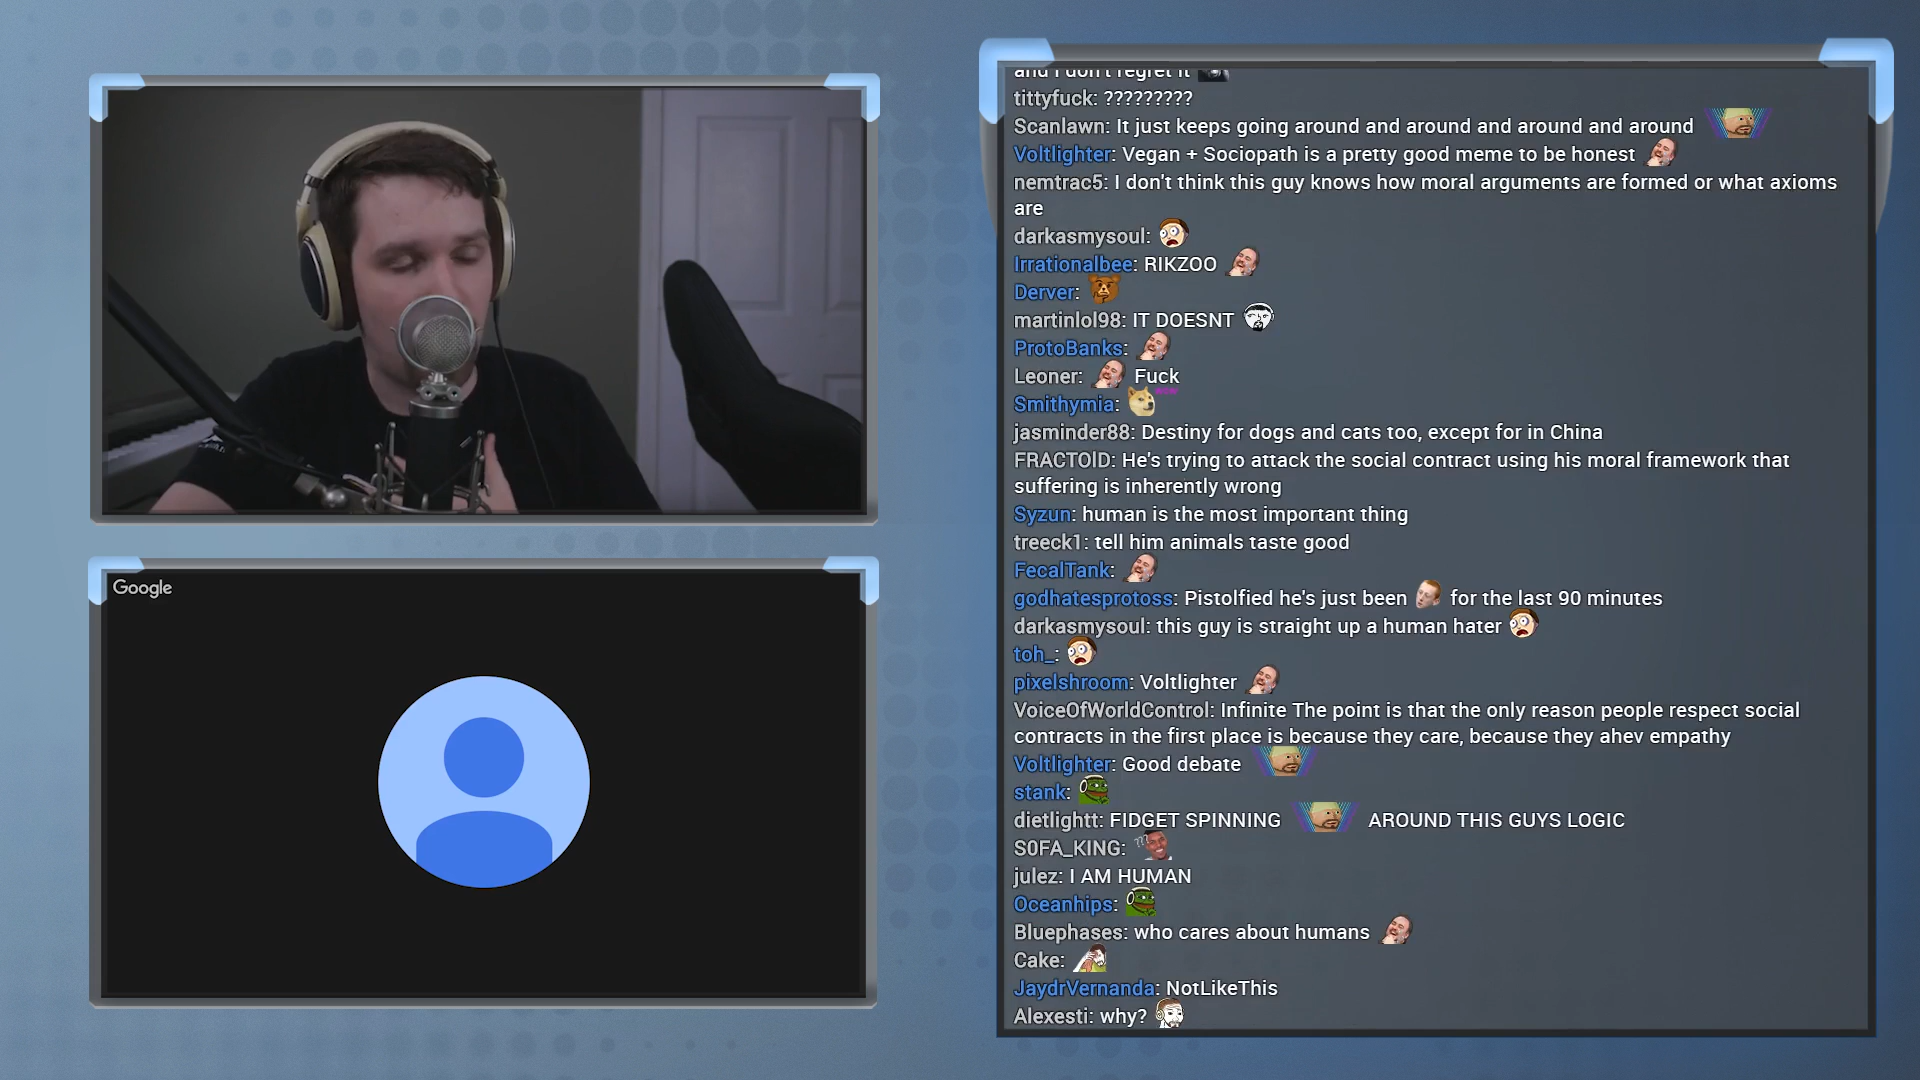 Google
and I don't regret it
tittyfuck: ?????????
Scanlawn: It just keeps going around and around and around and around
Voltlighter: Vegan + Sociopath is a pretty good meme to be honest
nemtrac5: I don't think this guy knows how moral arguments are formed or what axioms
are
darkasmysoul:
Irrationalbee: RIKZOO
Derver:
martinlol98: IT DOESNT
ProtoBanks:
Leoner: Fuck
Smithymia:
jasminder88: Destiny for dogs and cats too, except for in China
FRACTOlD: He's trying to attack the social contract using his moral framework that
suffering is inherently wrong
Syzun: human is the most important thing
treeck1: tell him animals taste good
FecalTank:
godhatesprotoss: Pistolfied he's just been for the last 90 minutes
darkasmysoul: this guy is straight up a human hater
toh_:
pixelshroom: Voltlighter
VoiceOfWorldControl: Infinite The point is that the only reason people respect social
contracts in the first place is because they care, because they ahev empathy
Voltlighter: Good debate
stank:
dietlightt: FIDGET SPINNING AROUND THIS GUYS LOGIC
S0FA_KING: ???
julez: I AM HUMAN
Oceanhips:
Bluephases: who cares about humans
Cake:
JaydrVernanda: NotLikeThis
Alexesti: why?